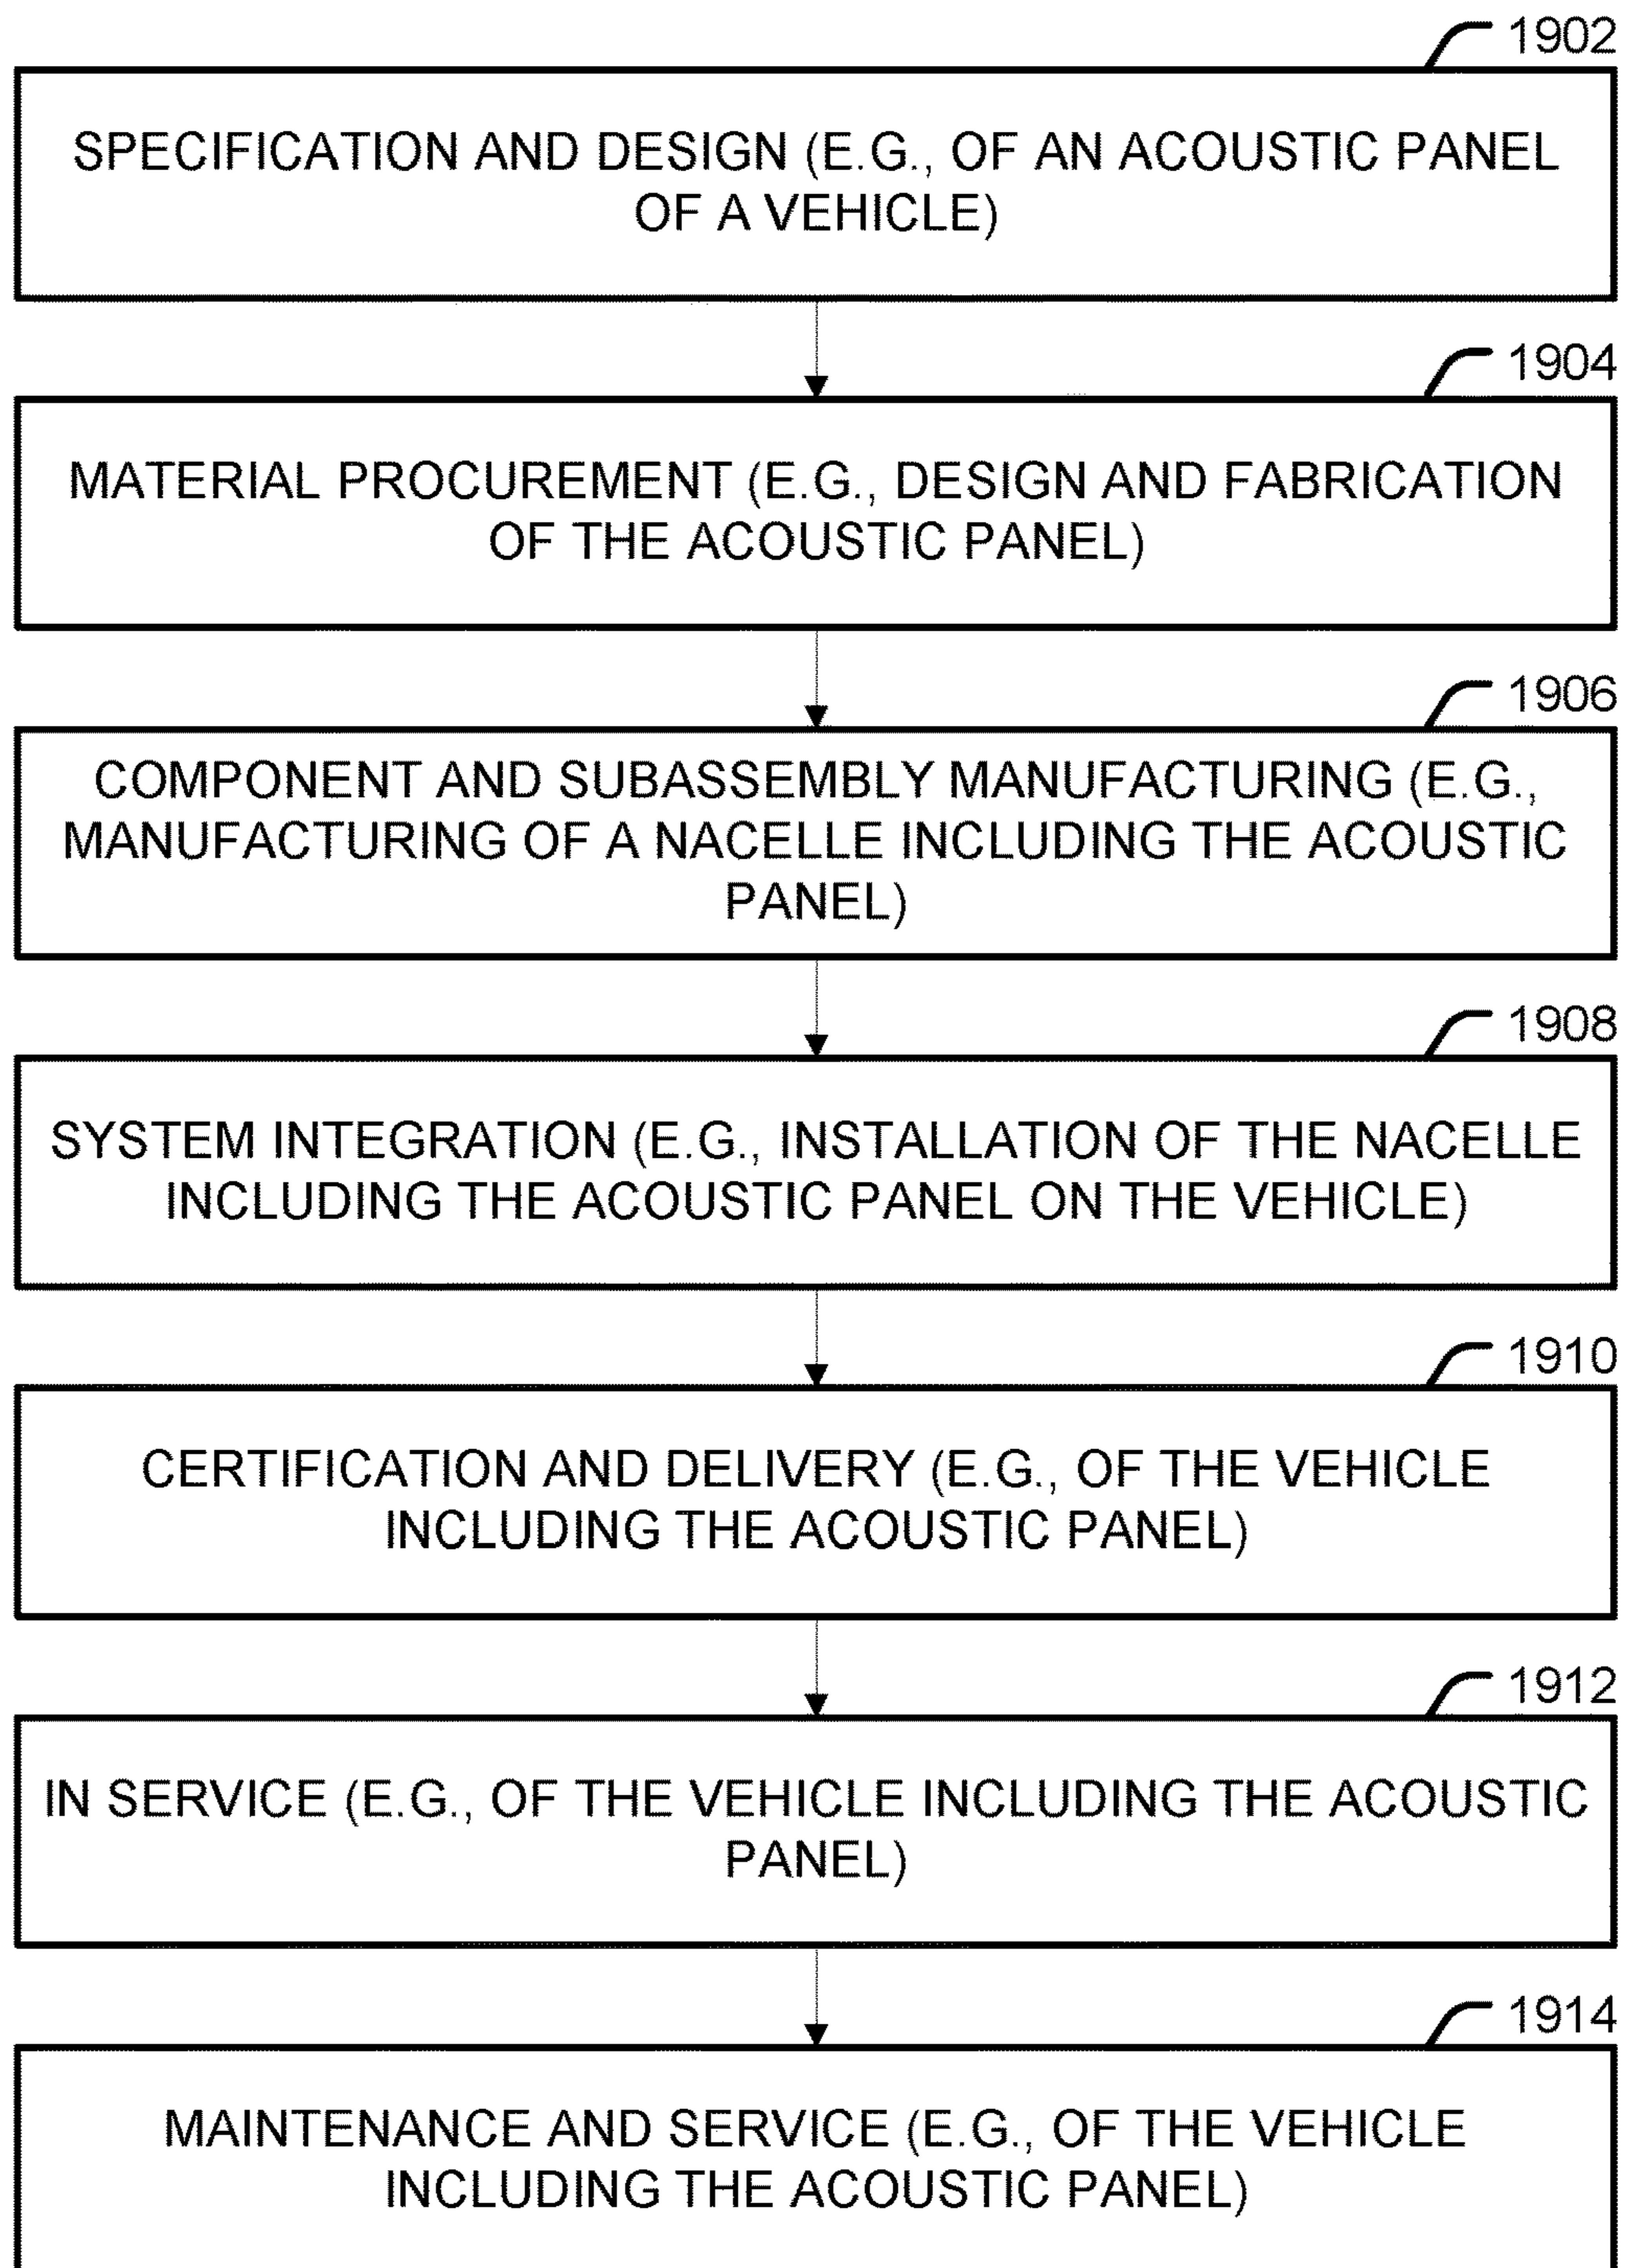 1902
SPECIFICATION AND DESIGN (E.G., OF AN ACOUSTIC PANEL
OF A VEHICLE)
1904
MATERIAL PROCUREMENT (E.G., DESIGN AND FABRICATION
OF THE ACOUSTIC PANEL)
1906
COMPONENT AND SUBASSEMBLY MANUFACTURING (E.G.,
MANUFACTURING OF A NACELLE INCLUDING THE ACOUSTIC
PANEL)
1908
SYSTEM INTEGRATION (E.G., INSTALLATION OF THE NACELLE
INCLUDING THE ACOUSTIC PANEL ON THE VEHICLE)
1910
CERTIFICATION AND DELIVERY (E.G., OF THE VEHICLE
INCLUDING THE ACOUSTIC PANEL)
1912
IN SERVICE (E.G., OF THE VEHICLE INCLUDING THE ACOUSTIC
PANEL)
1914
MAINTENANCE AND SERVICE (E.G., OF THE VEHICLE
INCLUDING THE ACOUSTIC PANEL)